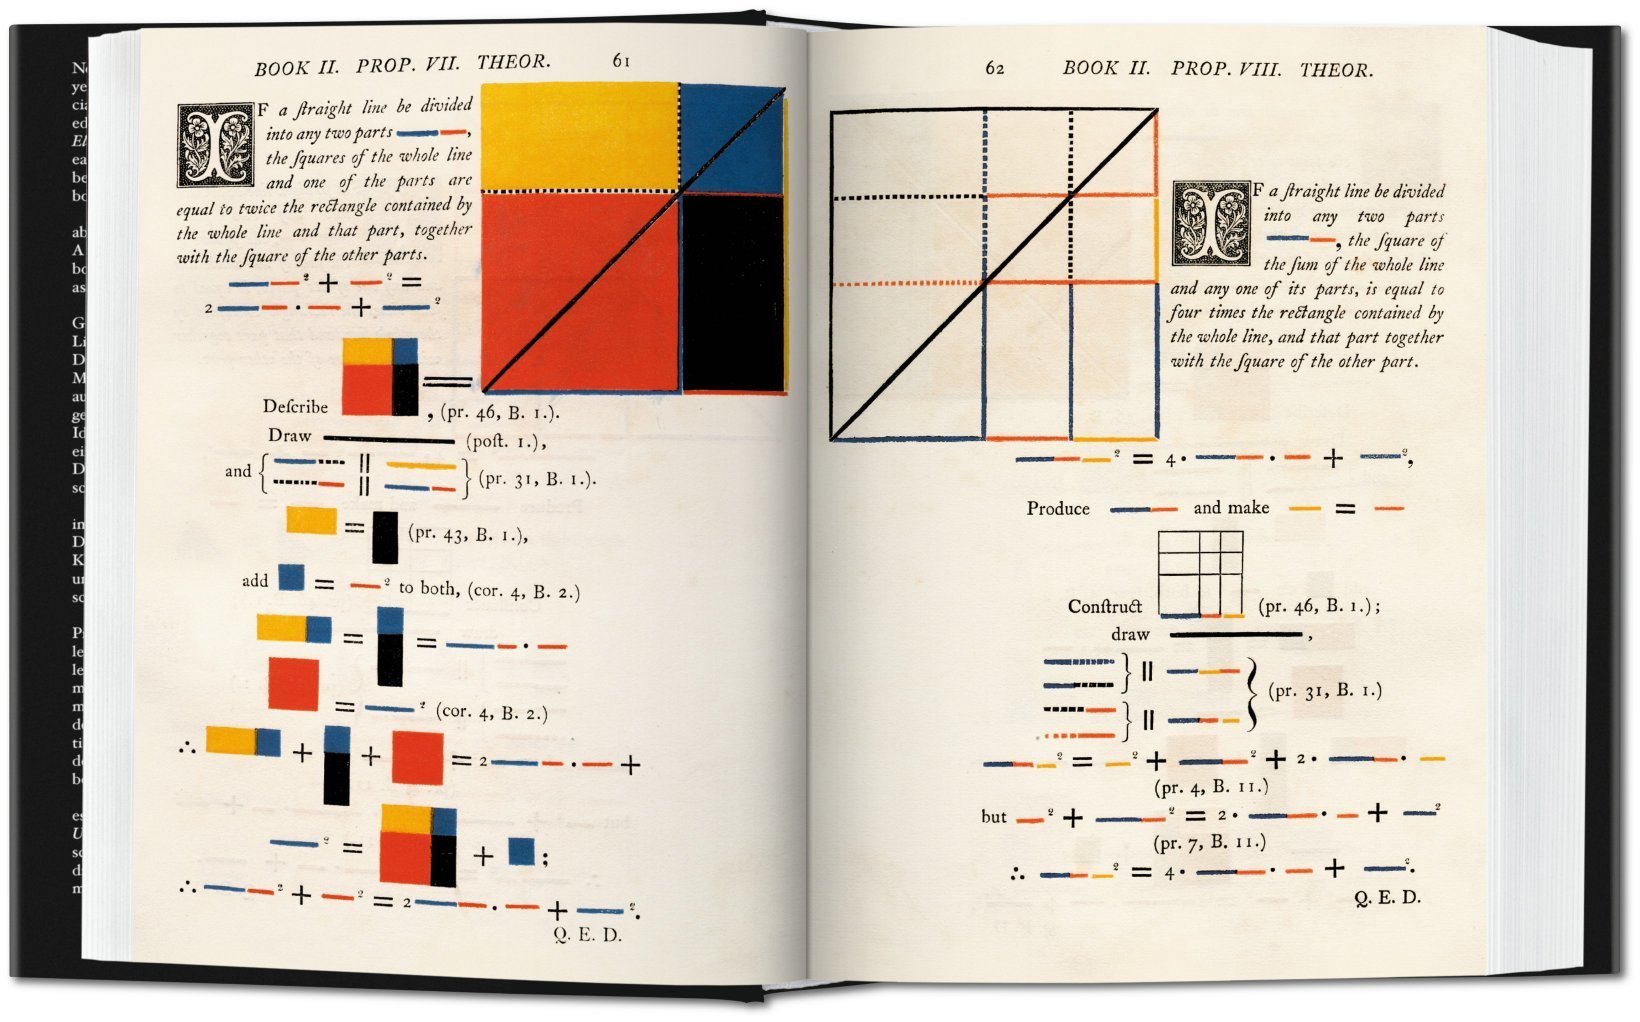 BOOK II. PROP. VII. THEOR. 61
IF a ſtraight line be divided
into any two parts ,
the ſquares of the whole line
and one of the parts are
equal to twice the rectangle contained by
the whole line and that part, together
with the ſquare of the other parts.
² + ² =
2 · + ²
=
Deſcribe , (pr. 46, B. 1.).
Draw (poſt. 1.),
and { || } (pr. 31, B. 1.).
= (pr. 43, B. 1.),
add = ² to both, (cor. 4, B. 2.)
= = ·
= ² (cor. 4, B. 2.)
∴ + + = 2 · +
² = + ;
∴ ² + ² = 2 · + ².
Q. E. D.
62 BOOK II. PROP. VIII. THEOR.
IF a ſtraight line be divided
into any two parts
, the ſquare of
the ſum of the whole line
and any one of its parts, is equal to
four times the rectangle contained by
the whole line, and that part together
with the ſquare of the other part.
² = 4 · · + ²,
Produce and make =
Conſtruct (pr. 46, B. 1.);
draw ,
} || } (pr. 31, B. 1.)
} ||
² = ² + ² + 2 · ·
(pr. 4, B. 11.)
but ² + ² = 2 · · + ²
(pr. 7, B. 11.)
∴ ² = 4 · · + ².
Q. E. D.